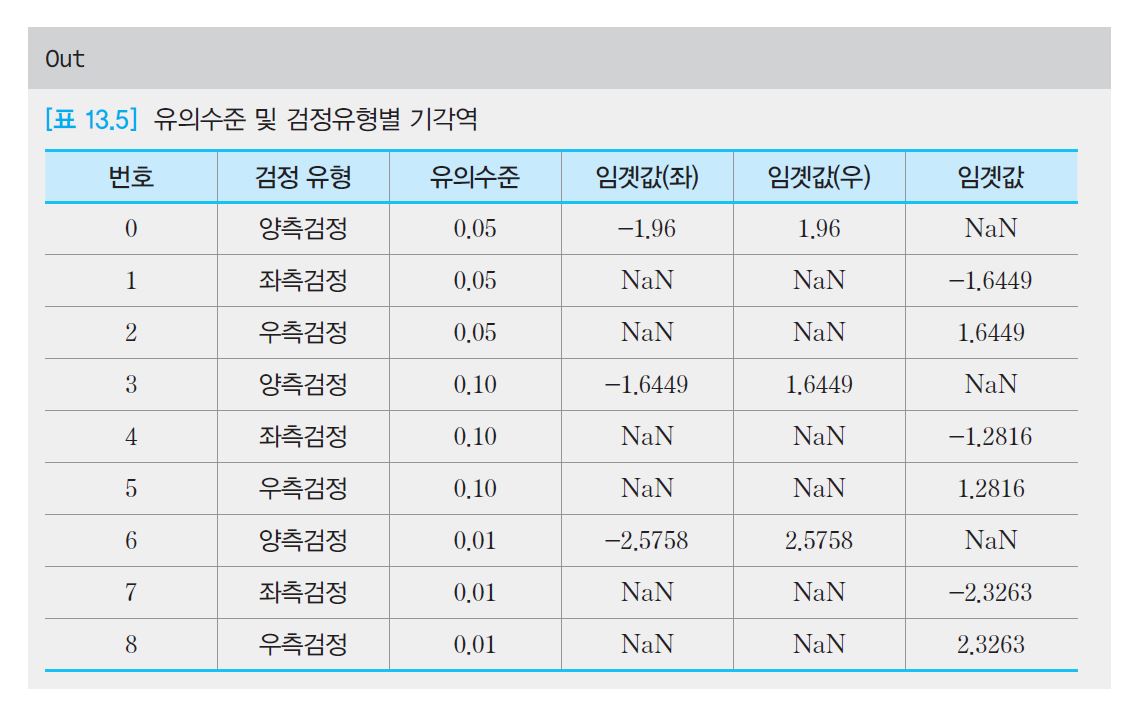 Out
[표 13.5] 유의수준 및 검정유형별 기각역
번호 검정 유형 유의수준 임곗값(좌) 임곗값(우) 임곗값
0 양측검정 0.05 −1.96 1.96 NaN
1 좌측검정 0.05 NaN NaN −1.6449
2 우측검정 0.05 NaN NaN 1.6449
3 양측검정 0.10 −1.6449 1.6449 NaN
4 좌측검정 0.10 NaN NaN −1.2816
5 우측검정 0.10 NaN NaN 1.2816
6 양측검정 0.01 −2.5758 2.5758 NaN
7 좌측검정 0.01 NaN NaN −2.3263
8 우측검정 0.01 NaN NaN 2.3263